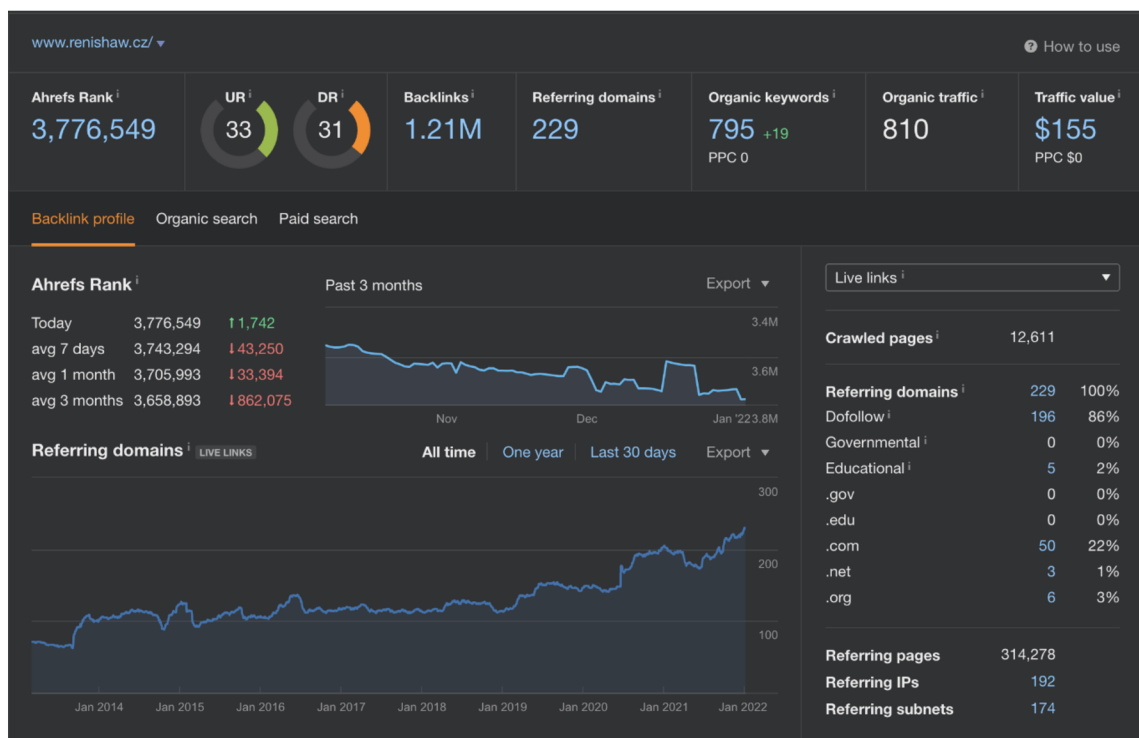 www.renishaw.cz/
How to use
Ahrefs Rank
3,776,549
UR
33
DR
31
Backlinks
1.21M
Referring domains
229
Organic keywords
795 +19
PPC 0
Organic traffic
810
Traffic value
$155
PPC $0
Backlink profile Organic search Paid search
Ahrefs Rank
Today 3,776,549 ↑1,742
avg 7 days 3,743,294 ↓43,250
avg 1 month 3,705,993 ↓33,394
avg 3 months 3,658,893 ↓862,075
Past 3 months Export
3.4M
3.6M
3.8M
Nov Dec Jan '22
Referring domains LIVE LINKS All time One year Last 30 days Export
300
200
100
Jan 2014 Jan 2015 Jan 2016 Jan 2017 Jan 2018 Jan 2019 Jan 2020 Jan 2021 Jan 2022
Live links
Crawled pages 12,611
Referring domains 229 100%
Dofollow 196 86%
Governmental 0 0%
Educational 5 2%
.gov 0 0%
.edu 0 0%
.com 50 22%
.net 3 1%
.org 6 3%
Referring pages 314,278
Referring IPs 192
Referring subnets 174